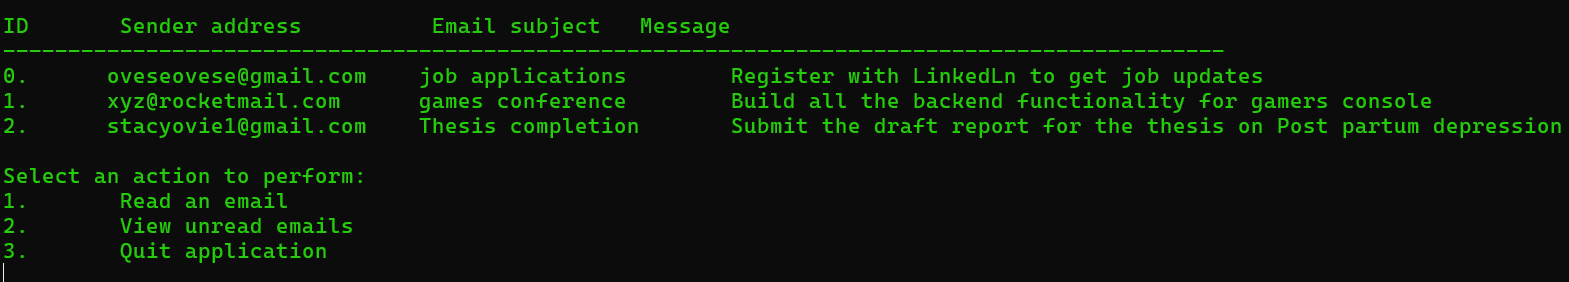 ID Sender address Email subject Message
----------------------------------------------------------------------------------------------
0. oveseovese@gmail.com job applications Register with LinkedLn to get job updates
1. xyz@rocketmail.com games conference Build all the backend functionality for gamers console
2. stacyovie1@gmail.com Thesis completion Submit the draft report for the thesis on Post partum depression
Select an action to perform:
1. Read an email
2. View unread emails
3. Quit application